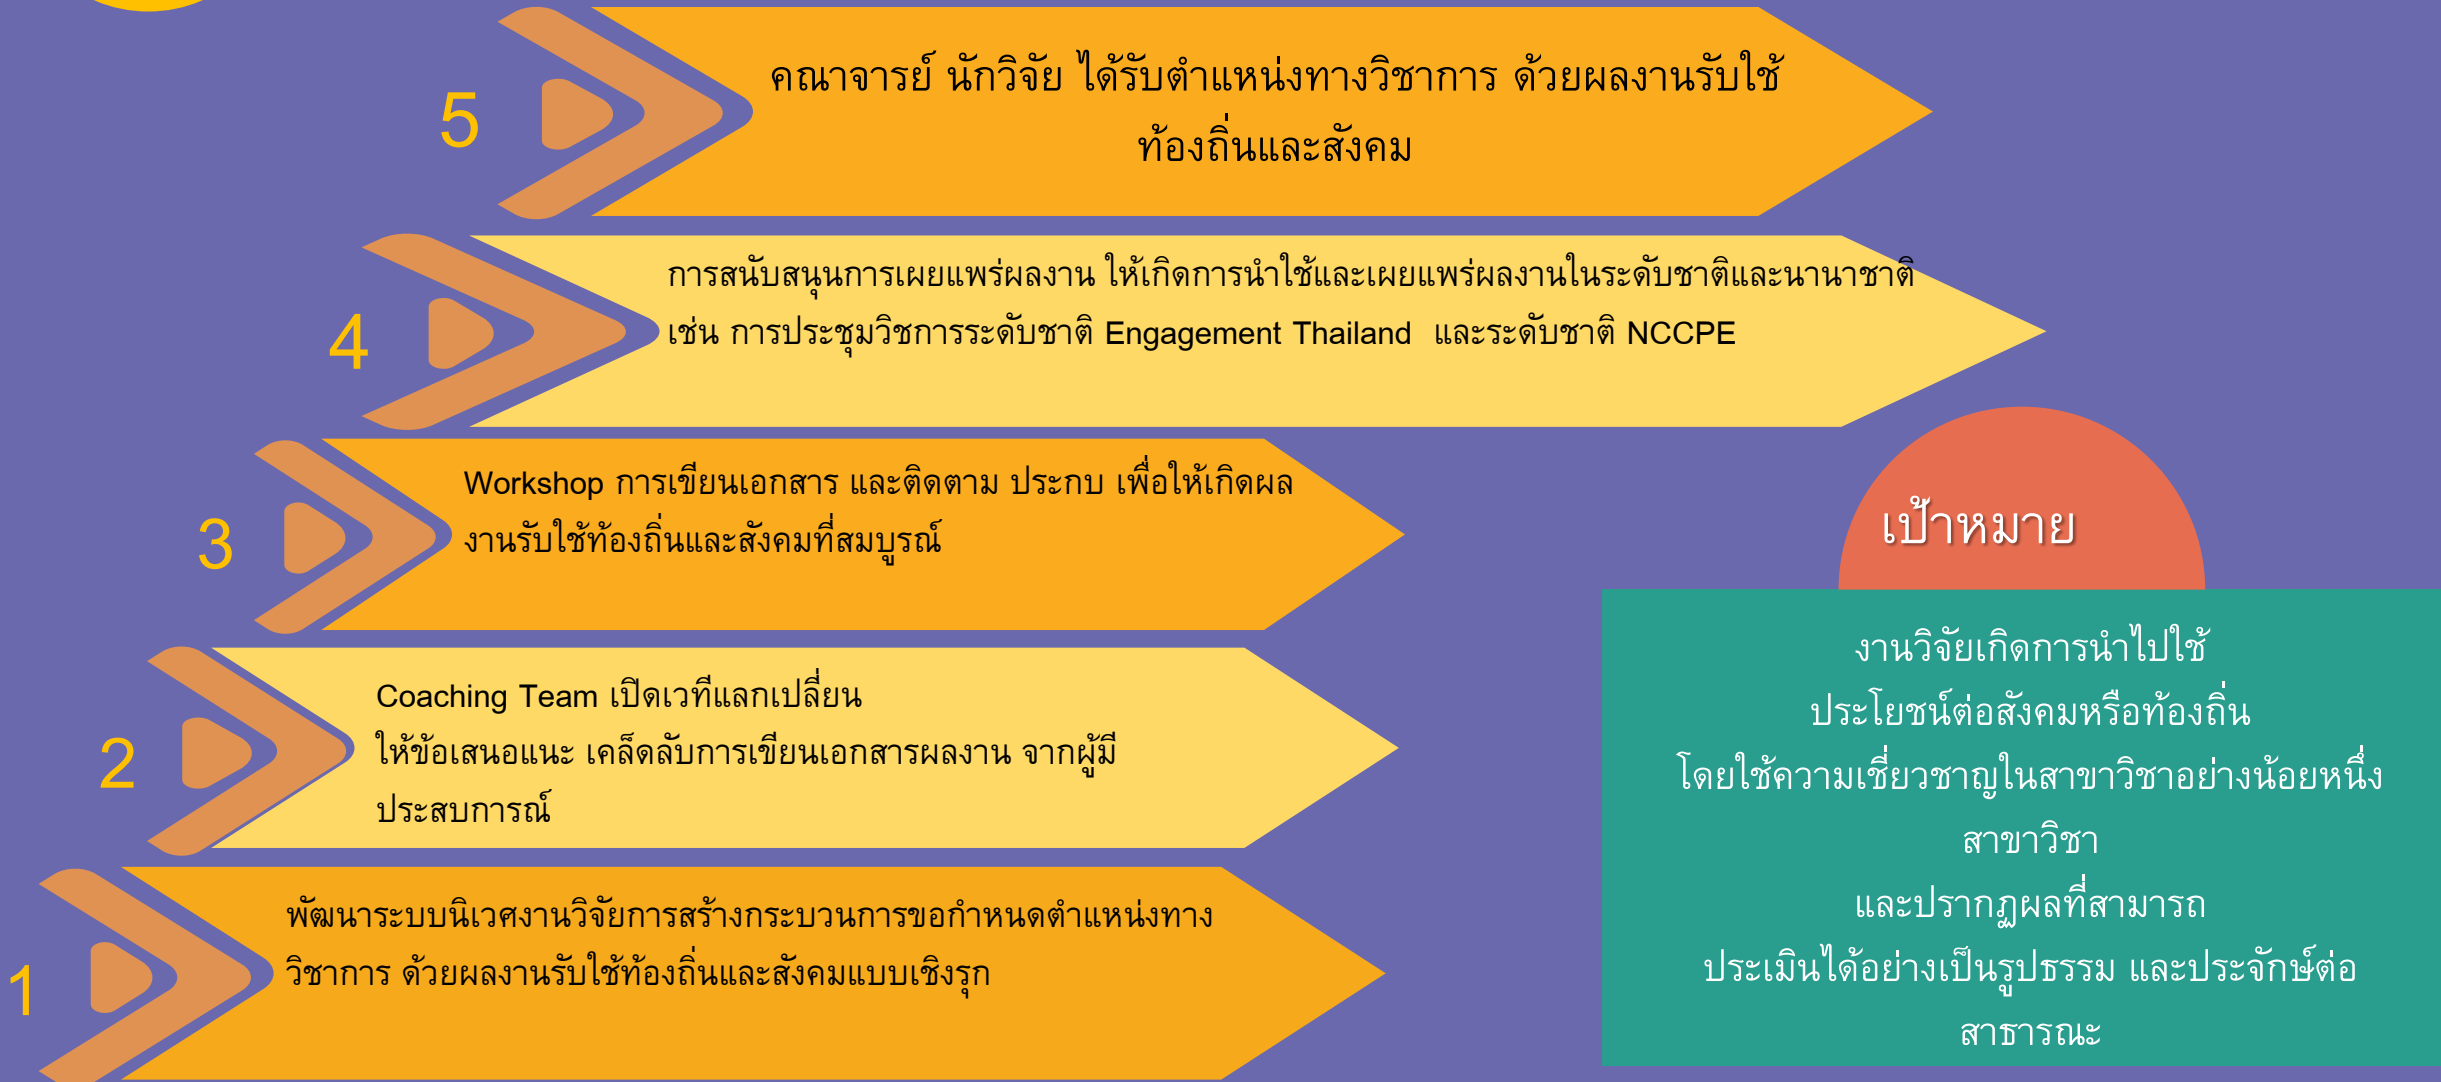 5
คณาจารย์ นักวิจัย ได้รับตำแหน่งทางวิชาการ ด้วยผลงานรับใช้
ท้องถิ่นและสังคม
4
การสนับสนุนการเผยแพร่ผลงาน ให้เกิดการนำใช้และเผยแพร่ผลงานในระดับชาติและนานาชาติ
เช่น การประชุมวิชการระดับชาติ Engagement Thailand และระดับชาติ NCCPE
3
Workshop การเขียนเอกสาร และติดตาม ประกบ เพื่อให้เกิดผล
งานรับใช้ท้องถิ่นและสังคมที่สมบูรณ์
2
Coaching Team เปิดเวทีแลกเปลี่ยน
ให้ข้อเสนอแนะ เคล็ดลับการเขียนเอกสารผลงาน จากผู้มี
ประสบการณ์
1
พัฒนาระบบนิเวศงานวิจัยการสร้างกระบวนการขอกำหนดตำแหน่งทาง
วิชาการ ด้วยผลงานรับใช้ท้องถิ่นและสังคมแบบเชิงรุก
เป้าหมาย
งานวิจัยเกิดการนำไปใช้
ประโยชน์ต่อสังคมหรือท้องถิ่น
โดยใช้ความเชี่ยวชาญในสาขาวิชาอย่างน้อยหนึ่ง
สาขาวิชา
และปรากฏผลที่สามารถ
ประเมินได้อย่างเป็นรูปธรรม และประจักษ์ต่อ
สาธารณะ